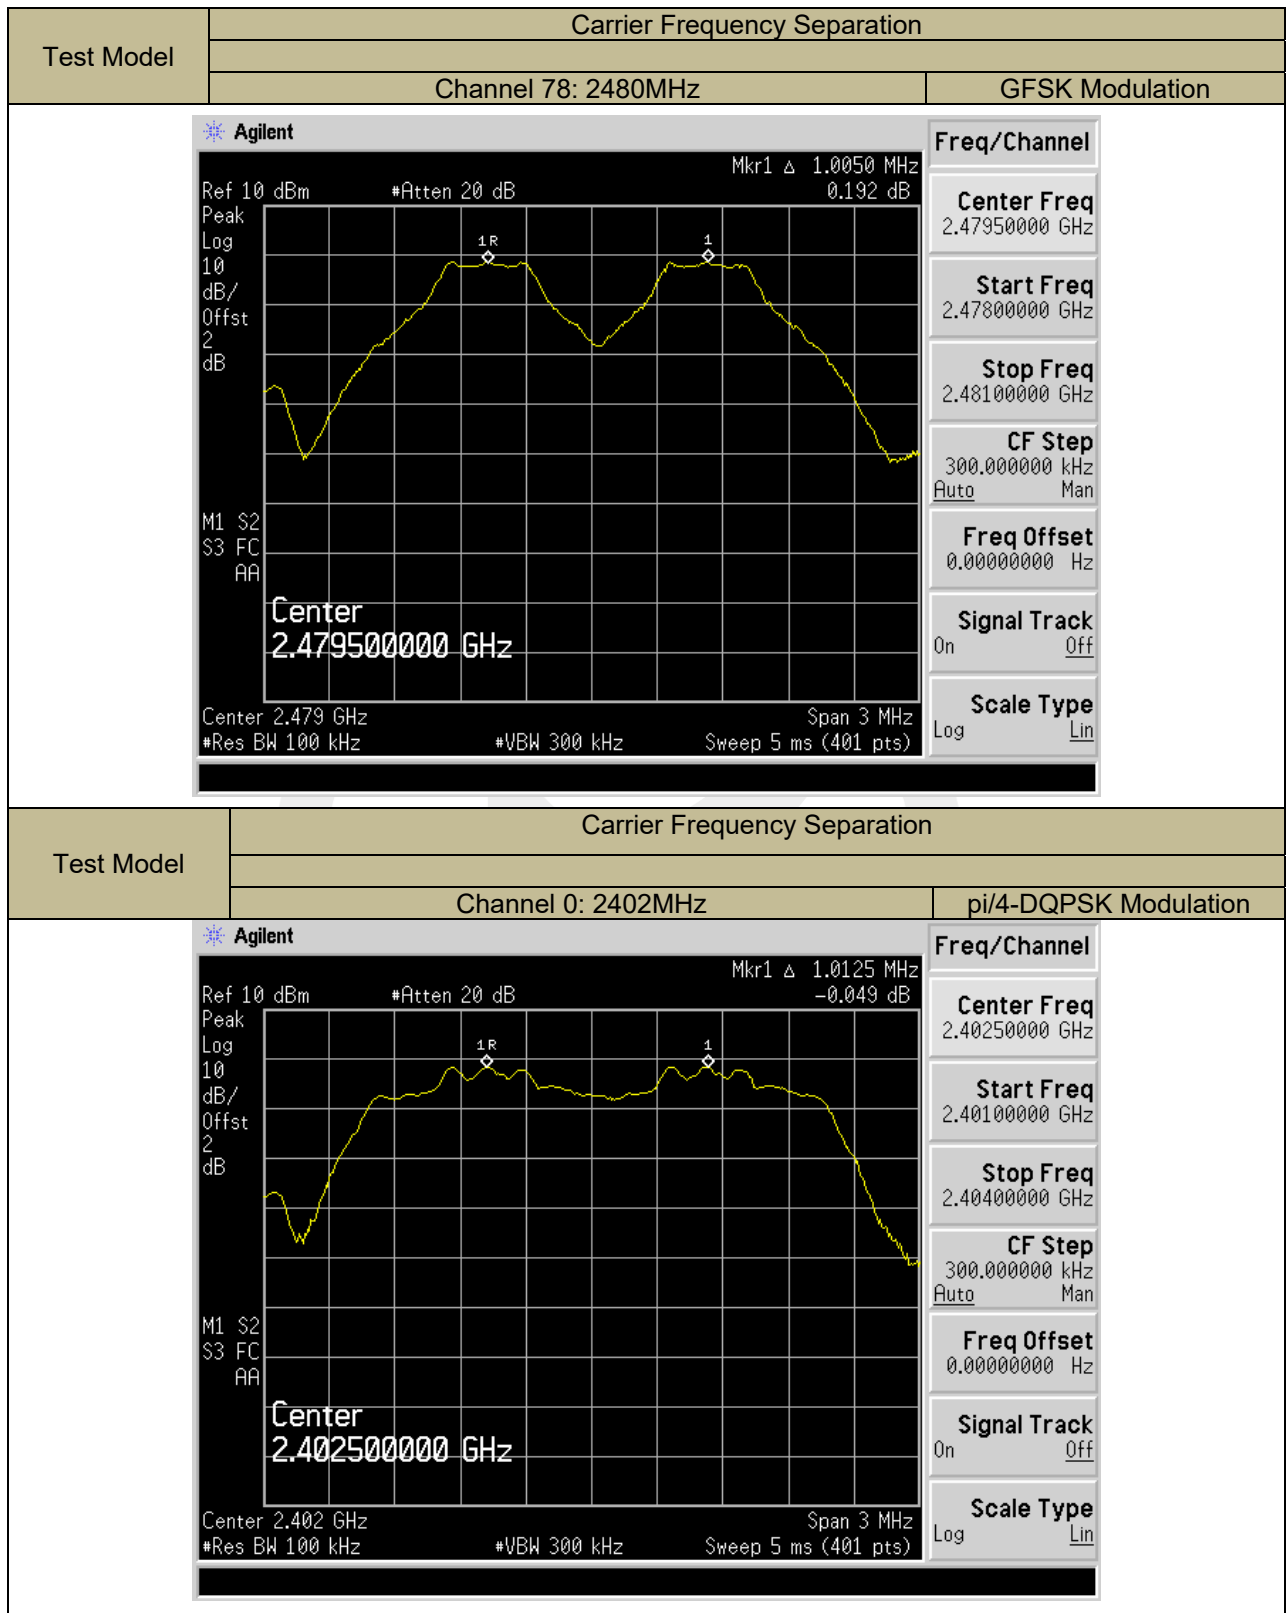 Test Model
Carrier Frequency Separation
Channel 78: 2480MHz
GFSK Modulation
Agilent
Freq/Channel
Mkr1 Δ 1.0050 MHz
Ref 10 dBm #Atten 20 dB 0.192 dB
Peak
Log
10
dB/
Offst
2
dB
1R
1
M1 S2
S3 FC
AA
Center
2.479500000 GHz
Center 2.479 GHz Span 3 MHz
#Res BW 100 kHz #VBW 300 kHz Sweep 5 ms (401 pts)
Center Freq
2.47950000 GHz
Start Freq
2.47800000 GHz
Stop Freq
2.48100000 GHz
CF Step
300.000000 kHz
Auto Man
Freq Offset
0.00000000 Hz
Signal Track
On Off
Scale Type
Log Lin
Test Model
Carrier Frequency Separation
Channel 0: 2402MHz
pi/4-DQPSK Modulation
Agilent
Freq/Channel
Mkr1 Δ 1.0125 MHz
Ref 10 dBm #Atten 20 dB -0.049 dB
Peak
Log
10
dB/
Offst
2
dB
1R
1
M1 S2
S3 FC
AA
Center
2.402500000 GHz
Center 2.402 GHz Span 3 MHz
#Res BW 100 kHz #VBW 300 kHz Sweep 5 ms (401 pts)
Center Freq
2.40250000 GHz
Start Freq
2.40100000 GHz
Stop Freq
2.40400000 GHz
CF Step
300.000000 kHz
Auto Man
Freq Offset
0.00000000 Hz
Signal Track
On Off
Scale Type
Log Lin